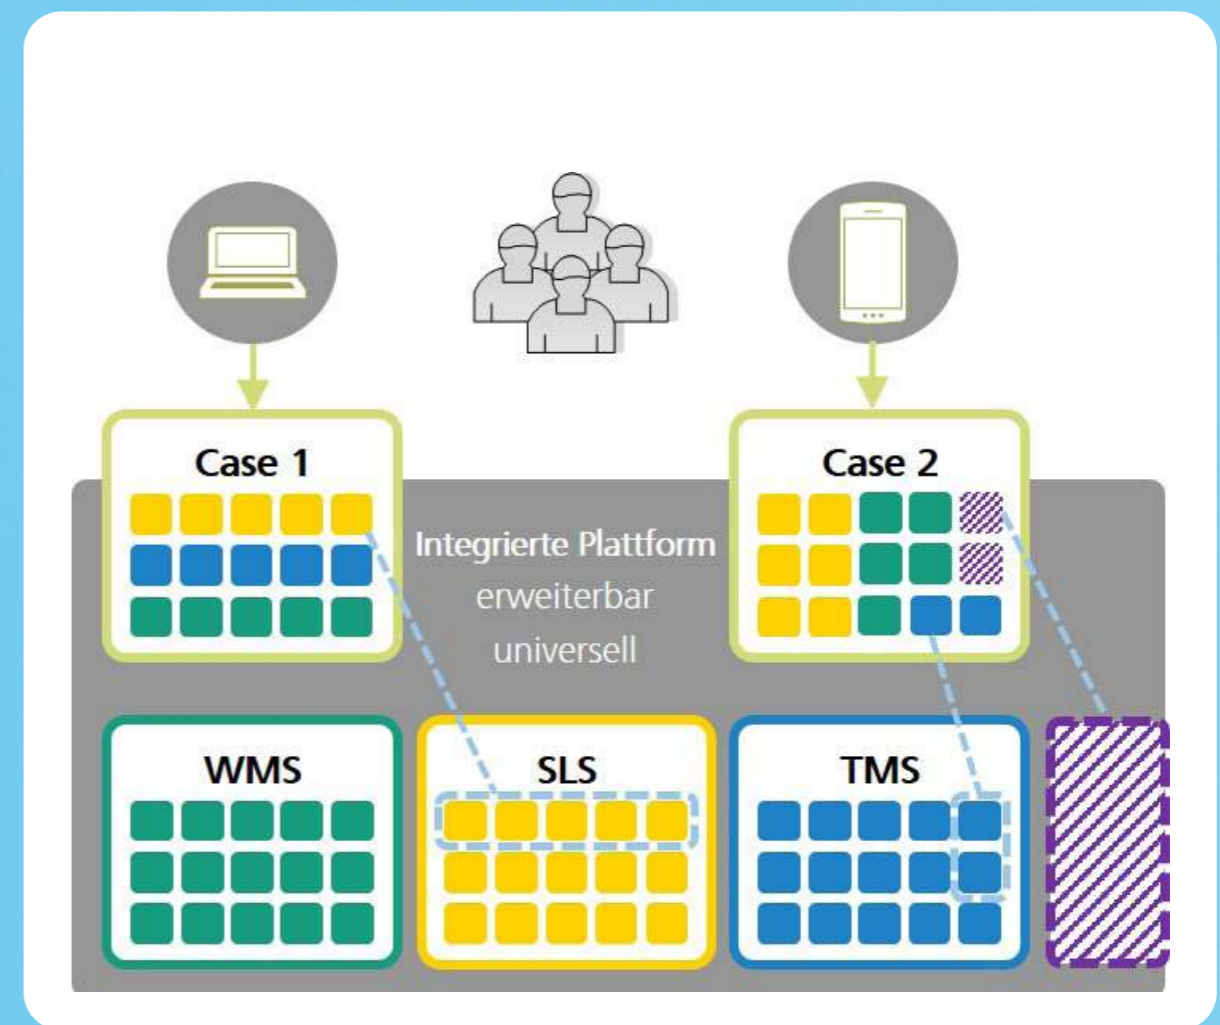 Case 1
Case 2
Integrierte Plattform
erweiterbar
universell
WMS
SLS
TMS